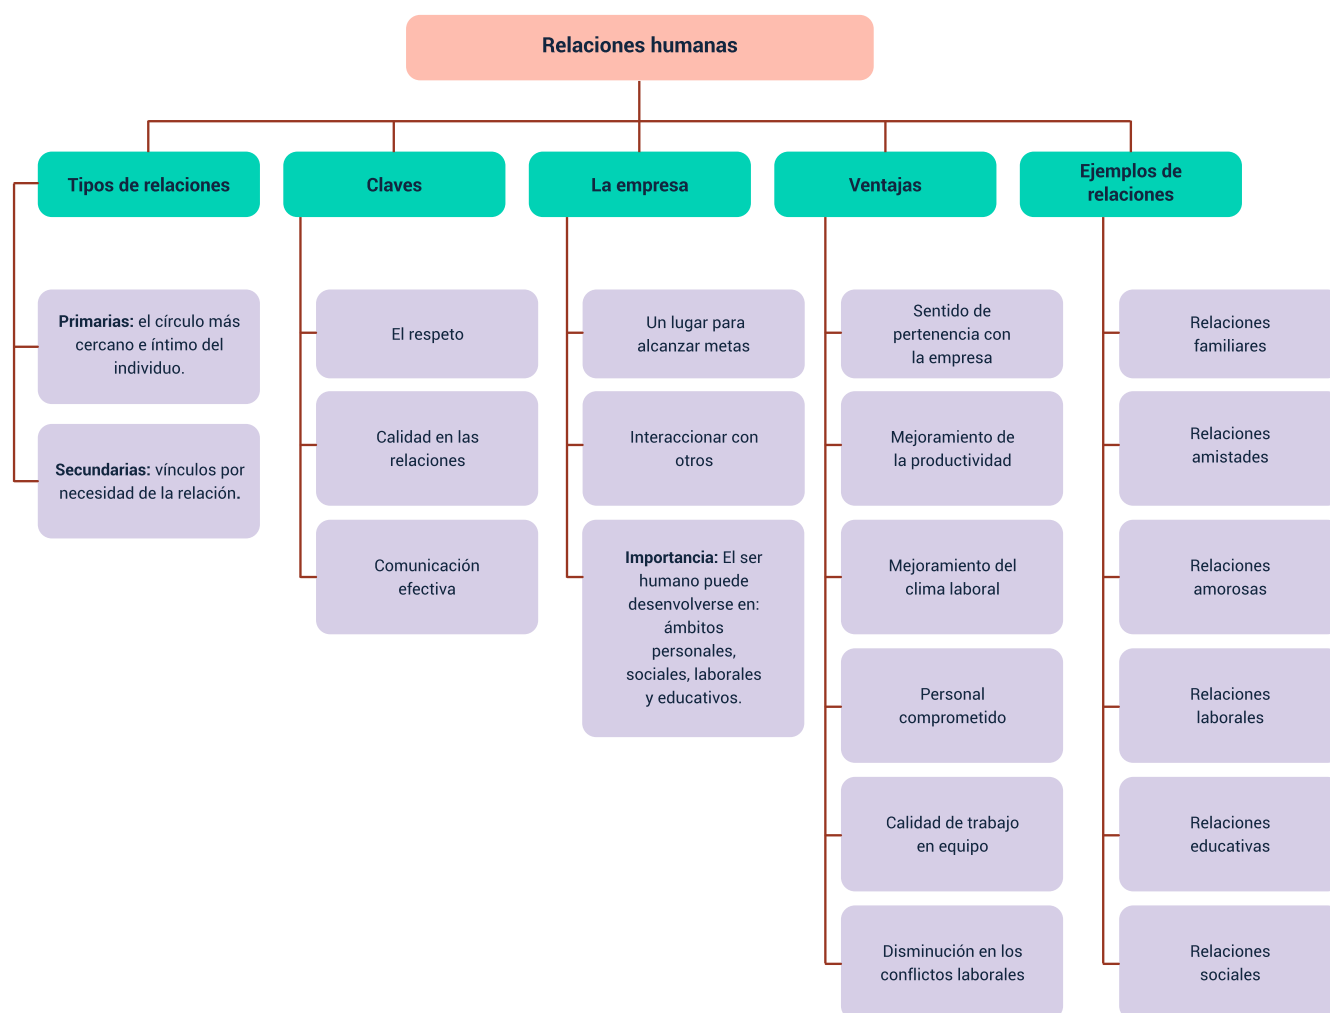 Relaciones humanas
Tipos de relaciones
Primarias: el círculo más
cercano e íntimo del
individuo.
Secundarias: vínculos por
necesidad de la relación.
Claves
El respeto
Calidad en las
relaciones
Comunicación
efectiva
La empresa
Un lugar para
alcanzar metas
Interaccionar con
otros
Importancia: El ser
humano puede
desenvolverse en:
ámbitos
personales,
sociales, laborales
y educativos.
Ventajas
Sentido de
pertenencia con
la empresa
Mejoramiento de
la productividad
Mejoramiento del
clima laboral
Personal
comprometido
Calidad de trabajo
en equipo
Disminución en los
conflictos laborales
Ejemplos de
relaciones
Relaciones
familiares
Relaciones
amistades
Relaciones
amorosas
Relaciones
laborales
Relaciones
educativas
Relaciones
sociales